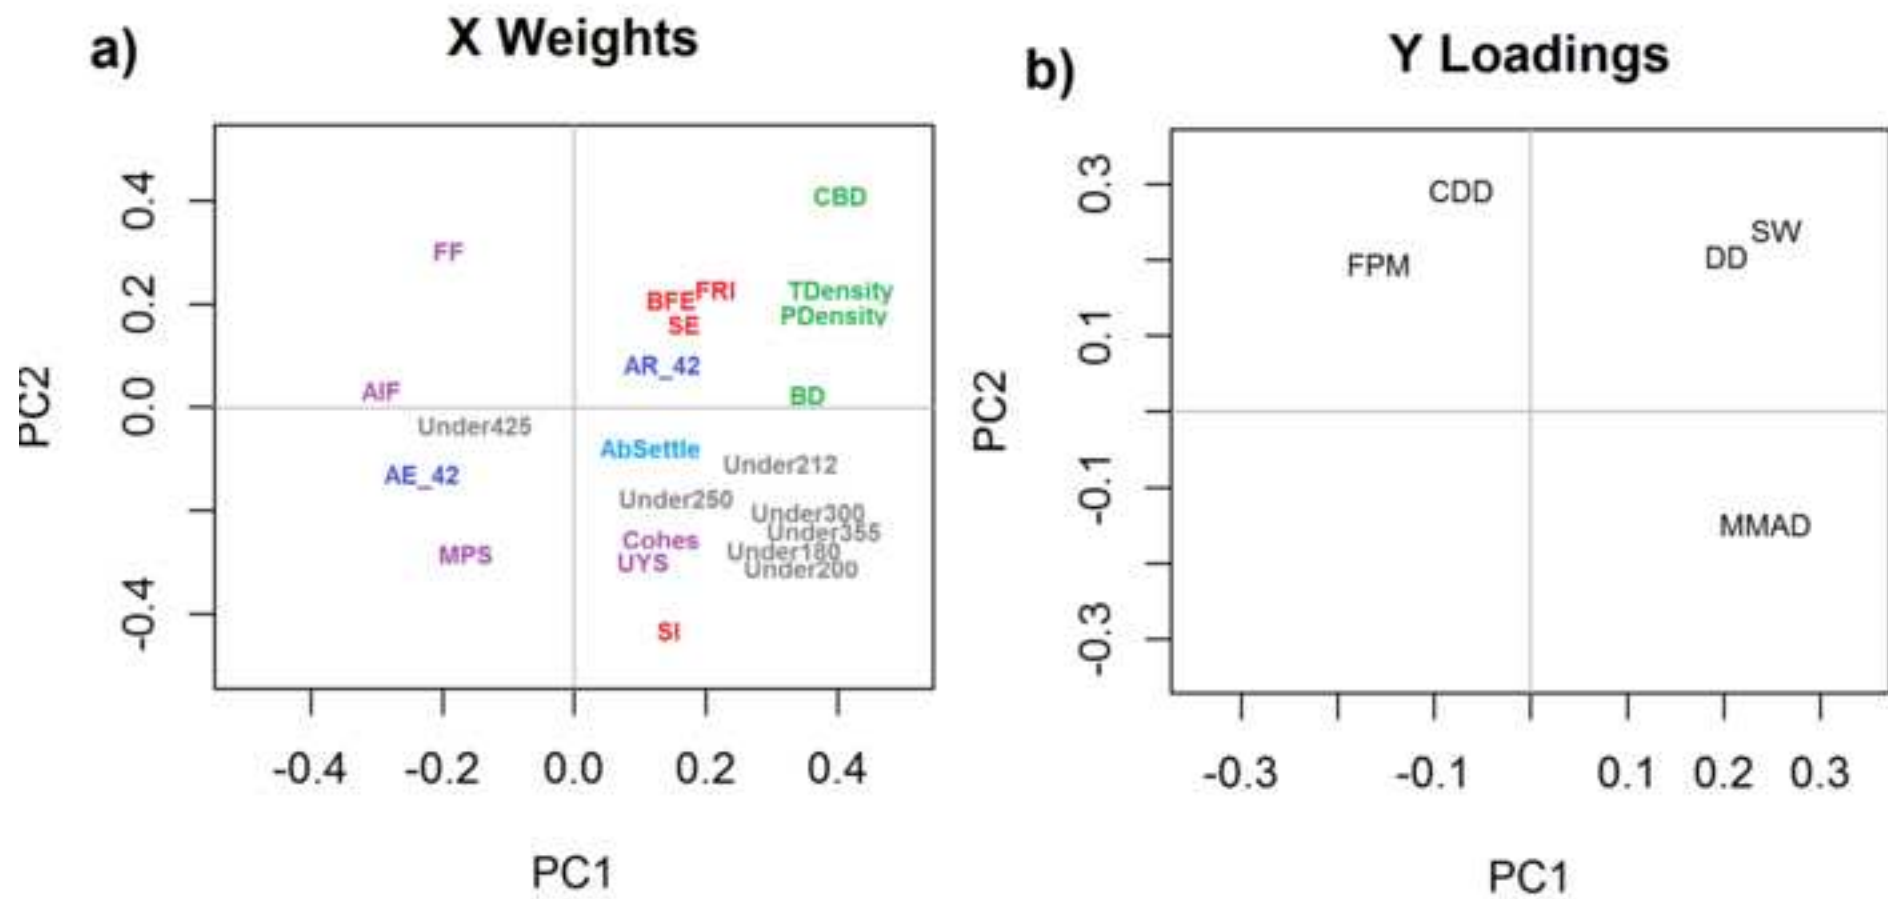 a)
X Weights
PC2
0.4
0.2
0.0
-0.4
CBD
FF
FRI
TDensity
BFE
PDensity
SE
AR_42
AIF
BD
Under425
AbSettle
Under212
AE_42
Under250
Under300
Under355
Cohes
Under180
MPS
UYS
Under200
SI
-0.4 -0.2 0.0 0.2 0.4
PC1
b)
Y Loadings
PC2
0.3
0.1
-0.1
-0.3
CDD
SW
DD
FPM
MMAD
-0.3 -0.1 0.1 0.2 0.3
PC1